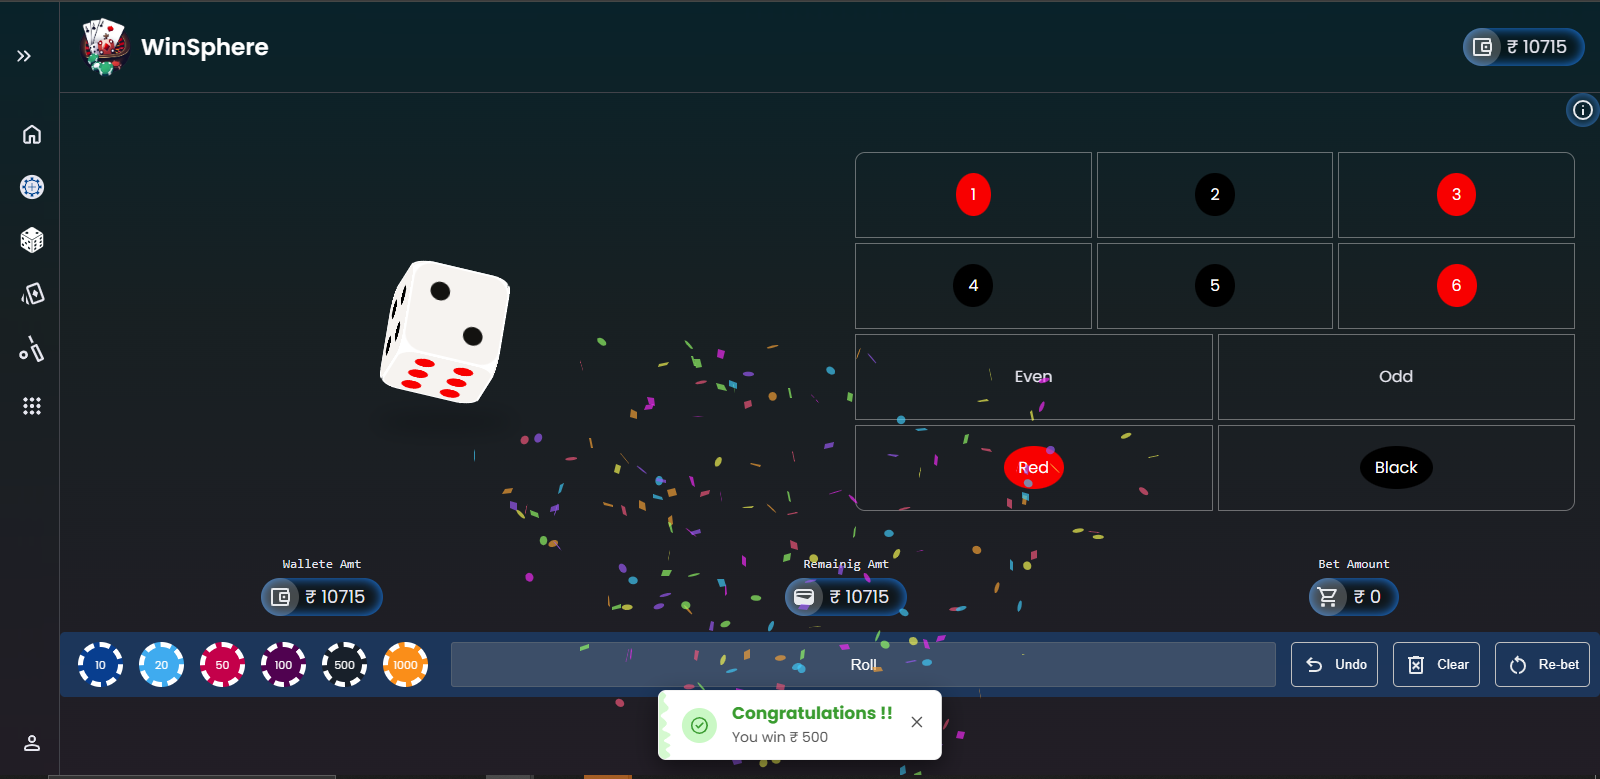 WinSphere
₹ 10715
1
2
3
4
5
6
Even
Odd
Red
Black
Wallete Amt
Remainig Amt
Bet Amount
₹ 10715
₹ 10715
₹ 0
10
20
50
100
500
1000
Roll
Undo
Clear
Re-bet
Congratulations !!
You win ₹ 500